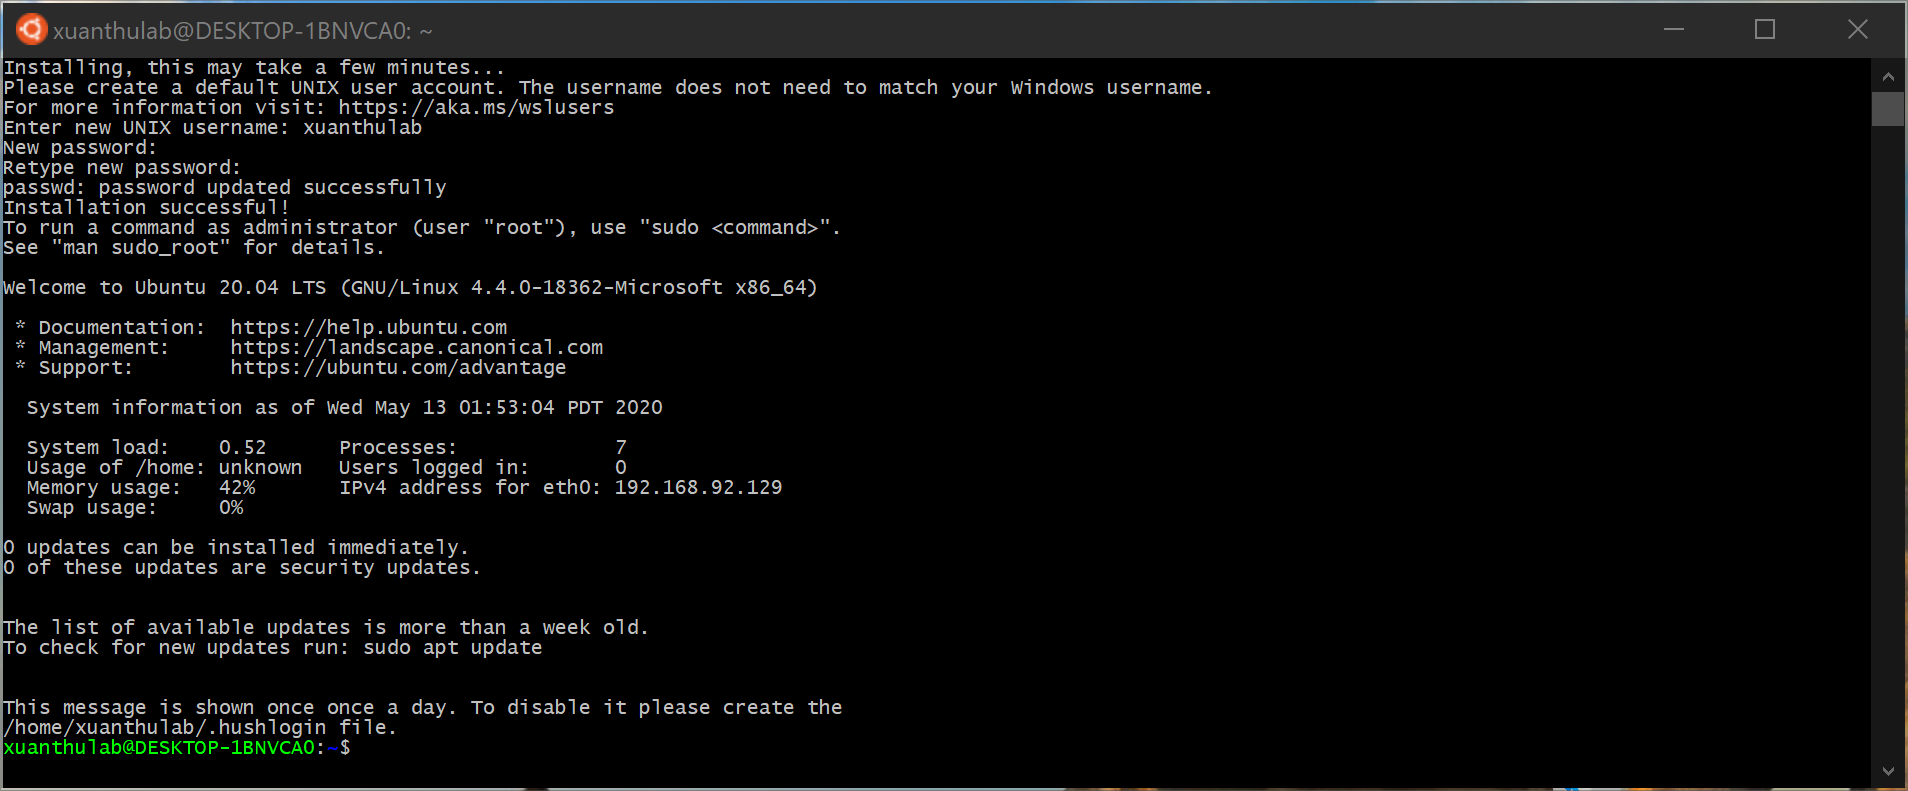 xuanthulab@DESKTOP-1BNVCA0: ~
Installing, this may take a few minutes...
Please create a default UNIX user account. The username does not need to match your Windows username.
For more information visit: https://aka.ms/wslusers
Enter new UNIX username: xuanthulab
New password:
Retype new password:
passwd: password updated successfully
Installation successful!
To run a command as administrator (user "root"), use "sudo <command>".
See "man sudo_root" for details.
Welcome to Ubuntu 20.04 LTS (GNU/Linux 4.4.0-18362-Microsoft x86_64)
* Documentation:  https://help.ubuntu.com
* Management:     https://landscape.canonical.com
* Support:        https://ubuntu.com/advantage
System information as of Wed May 13 01:53:04 PDT 2020
System load:    0.52      Processes:             7
Usage of /home: unknown   Users logged in:       0
Memory usage:   42%       IPv4 address for eth0: 192.168.92.129
Swap usage:     0%
0 updates can be installed immediately.
0 of these updates are security updates.
The list of available updates is more than a week old.
To check for new updates run: sudo apt update
This message is shown once once a day. To disable it please create the
/home/xuanthulab/.hushlogin file.
xuanthulab@DESKTOP-1BNVCA0:~$